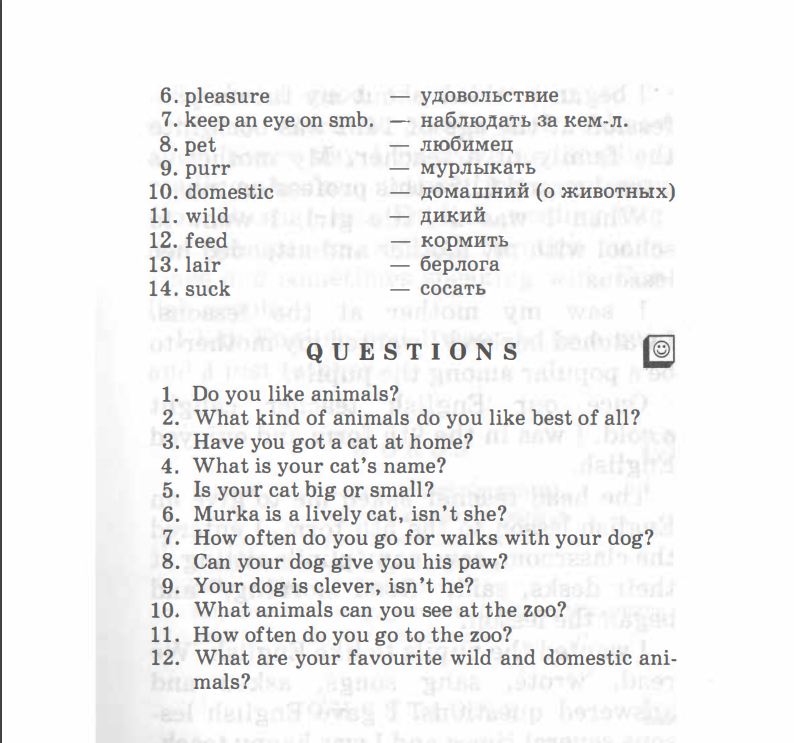 6. pleasure — удовольствие
7. keep an eye on smb. — наблюдать за кем-л.
8. pet — любимец
9. purr — мурлыкать
10. domestic — домашний (о животных)
11. wild — дикий
12. feed — кормить
13. lair — берлога
14. suck — сосать
QUESTIONS
1. Do you like animals?
2. What kind of animals do you like best of all?
3. Have you got a cat at home?
4. What is your cat's name?
5. Is your cat big or small?
6. Murka is a lively cat, isn't she?
7. How often do you go for walks with your dog?
8. Can your dog give you his paw?
9. Your dog is clever, isn't he?
10. What animals can you see at the zoo?
11. How often do you go to the zoo?
12. What are your favourite wild and domestic ani-
mals?